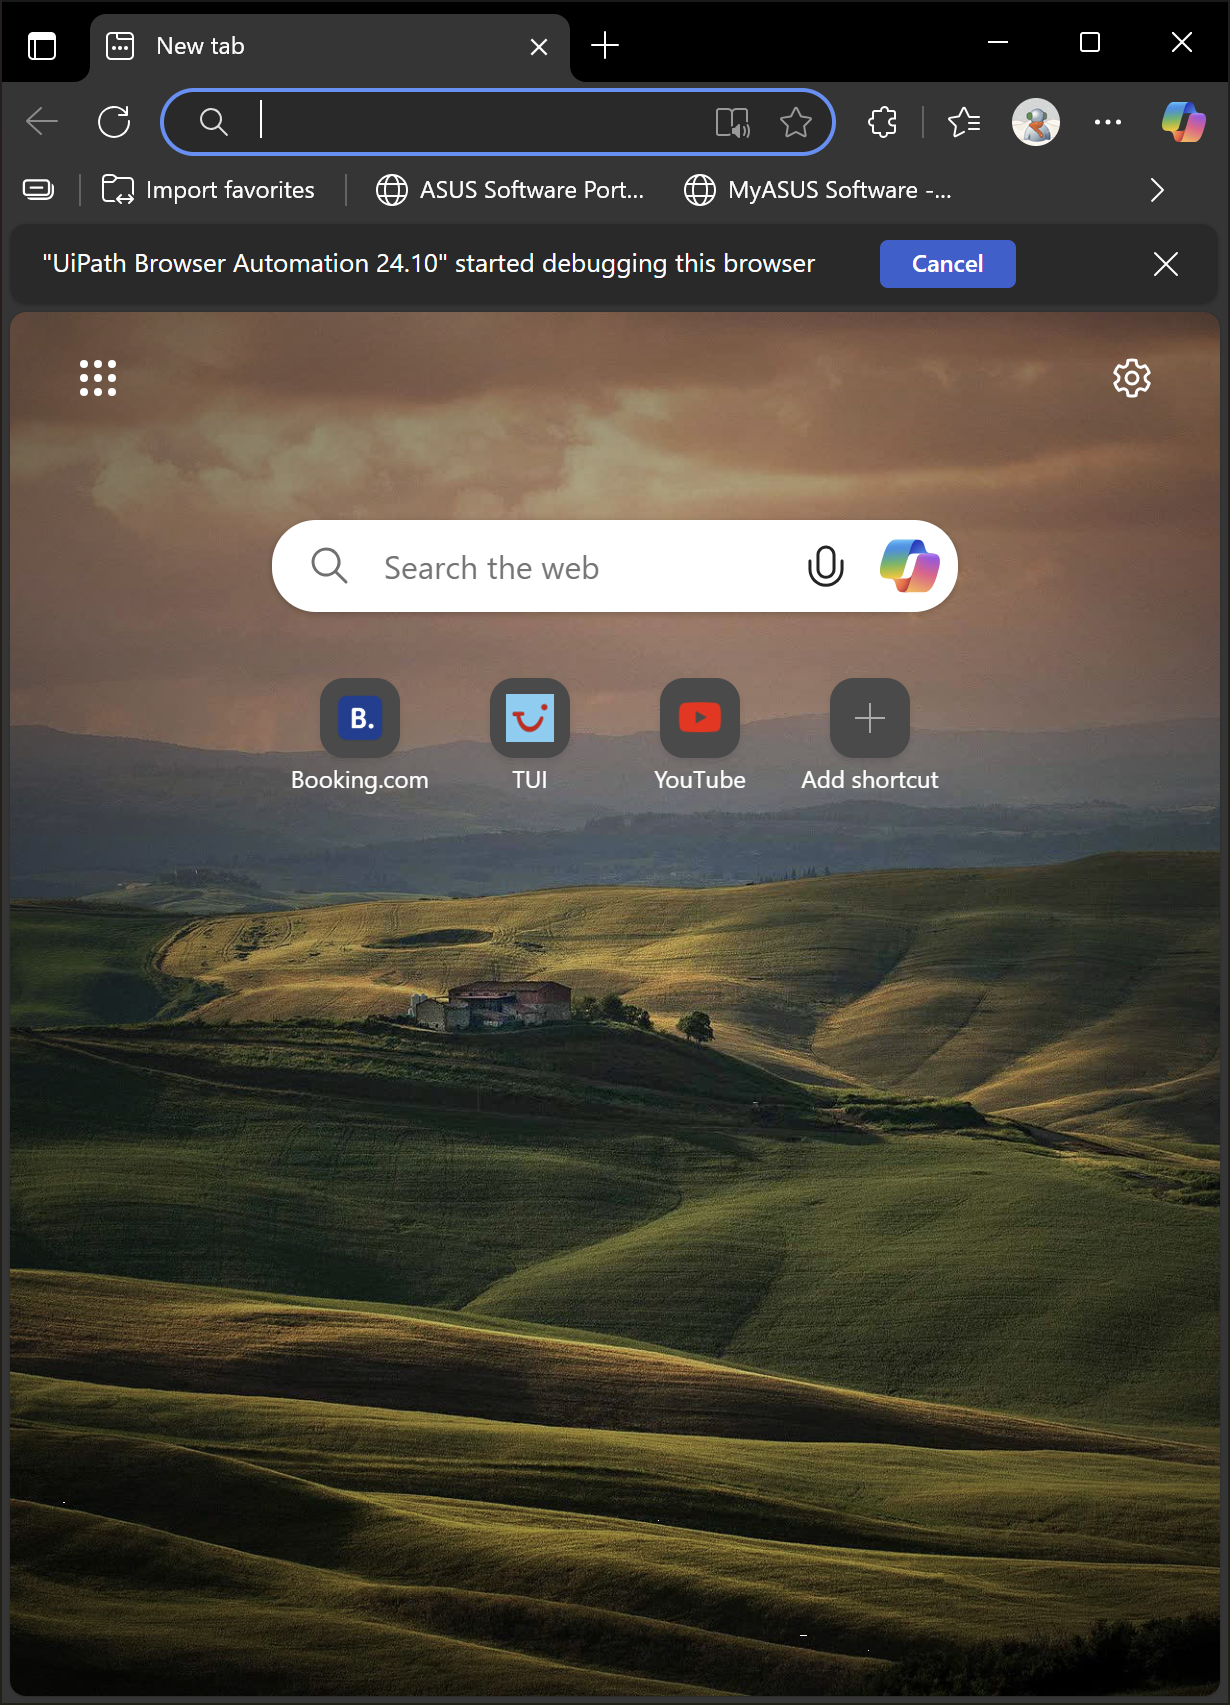 New tab
Import favorites
ASUS Software Port...
MyASUS Software -...
"UiPath Browser Automation 24.10" started debugging this browser
Cancel
Search the web
B.
Booking.com
TUI
YouTube
Add shortcut